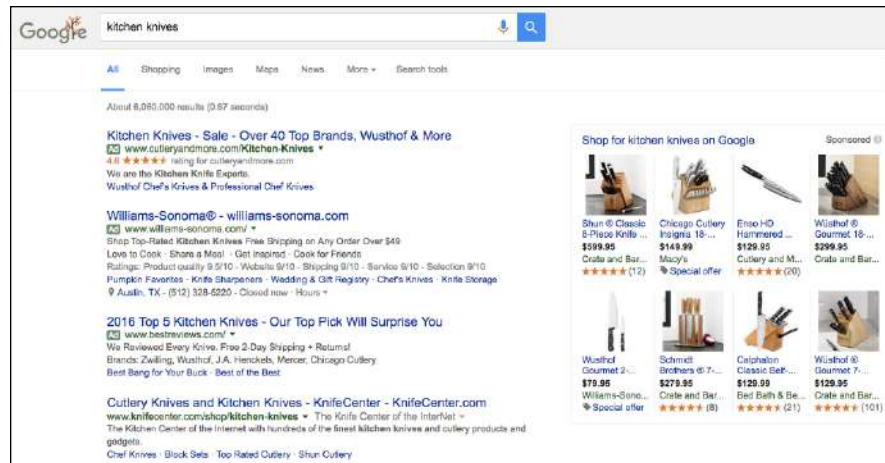 Google
kitchen knives
All Shopping Images Maps News More Search tools
About 6,060,000 results (0.67 seconds)
Kitchen Knives - Sale - Over 40 Top Brands, Wusthof & More
Ad www.cutleryandmore.com/Kitchen-Knives
4.6 ★★★★★ rating for cutleryandmore.com
We are the Kitchen Knife Experts.
Wusthof Chef's Knives & Professional Chef Knives
Williams-Sonoma® - williams-sonoma.com
Ad www.williams-sonoma.com/
Shop Top-Rated Kitchen Knives Free Shipping on Any Order Over $49
Love to Cook · Share a Meal · Get Inspired · Cook for Friends
Ratings: Product quality 9.5/10 - Website 9/10 - Shipping 9/10 - Service 9/10 - Selection 9/10
Pumpkin Favorites · Knife Sharpeners · Wedding & Gift Registry · Chef's Knives · Knife Storage
Austin, TX - (512) 328-5220 - Closed now · Hours
2016 Top 5 Kitchen Knives - Our Top Pick Will Surprise You
Ad www.bestreviews.com/
We Reviewed Every Knive. Free 2-Day Shipping + Returns!
Brands: Zwilling, Wusthof, J.A. Henckels, Mercer, Chicago Cutlery
Best Bang for Your Buck · Best of the Best
Cutlery Knives and Kitchen Knives - KnifeCenter - KnifeCenter.com
www.knifecenter.com/shop/kitchen-knives The Knife Center of the InterNet
The Kitchen Center of the Internet with hundreds of the finest kitchen knives and cutlery products and
gadgets.
Chef Knives · Block Sets · Top Rated Cutlery · Shun Cutlery
Shop for kitchen knives on Google Sponsored
Shun ® Classic Chicago Cutlery Enso HD Wüsthof ®
8-Piece Knife ... Insignia 18-... Hammered ... Gourmet 18-...
$599.95 $149.99 $129.95 $299.95
Crate and Bar... Macy's Cutlery and M... Crate and Bar...
★★★★★ (12) Special offer ★★★★★ (20)
Wusthof Schmidt Calphalon Wüsthof ®
Gourmet 2-... Brothers ® 7-... Classic Self-... Gourmet 7-...
$79.95 $279.95 $129.99 $129.95
Williams-Sono... Crate and Bar... Bed Bath & Be... Crate and Bar...
Special offer ★★★★★ (8) ★★★★★ (21) ★★★★★ (101)